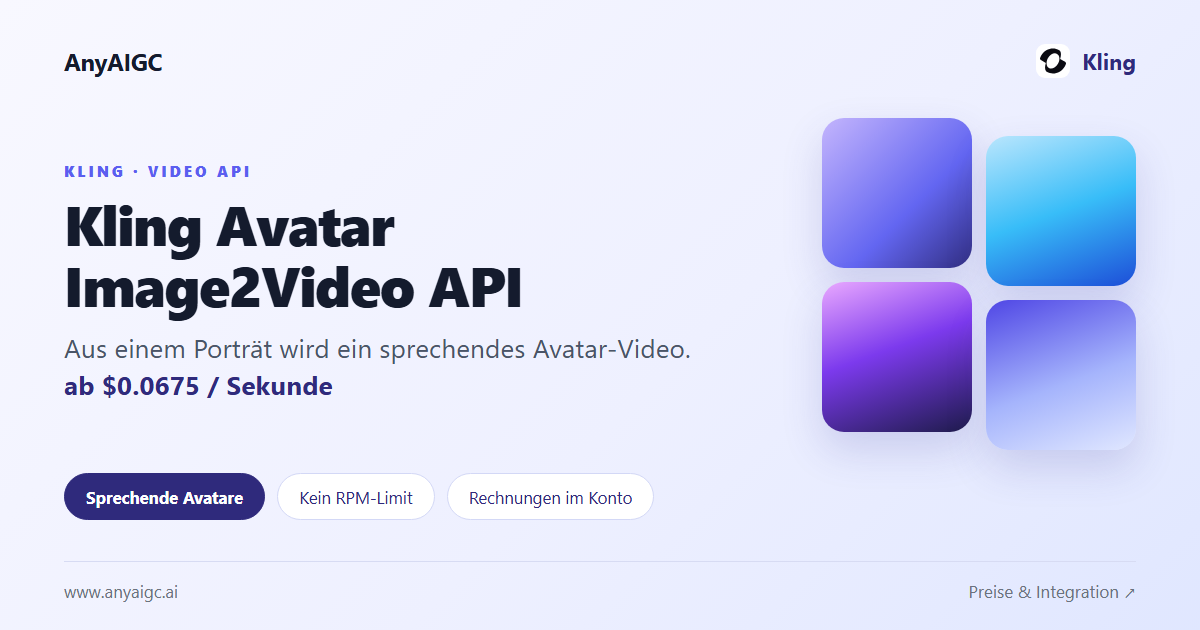 AnyAIGC
Kling
KLING · VIDEO API
Kling Avatar
Image2Video API
Aus einem Porträt wird ein sprechendes Avatar-Video.
ab $0.0675 / Sekunde
Sprechende Avatare
Kein RPM-Limit
Rechnungen im Konto
www.anyaigc.ai
Preise & Integration ↗